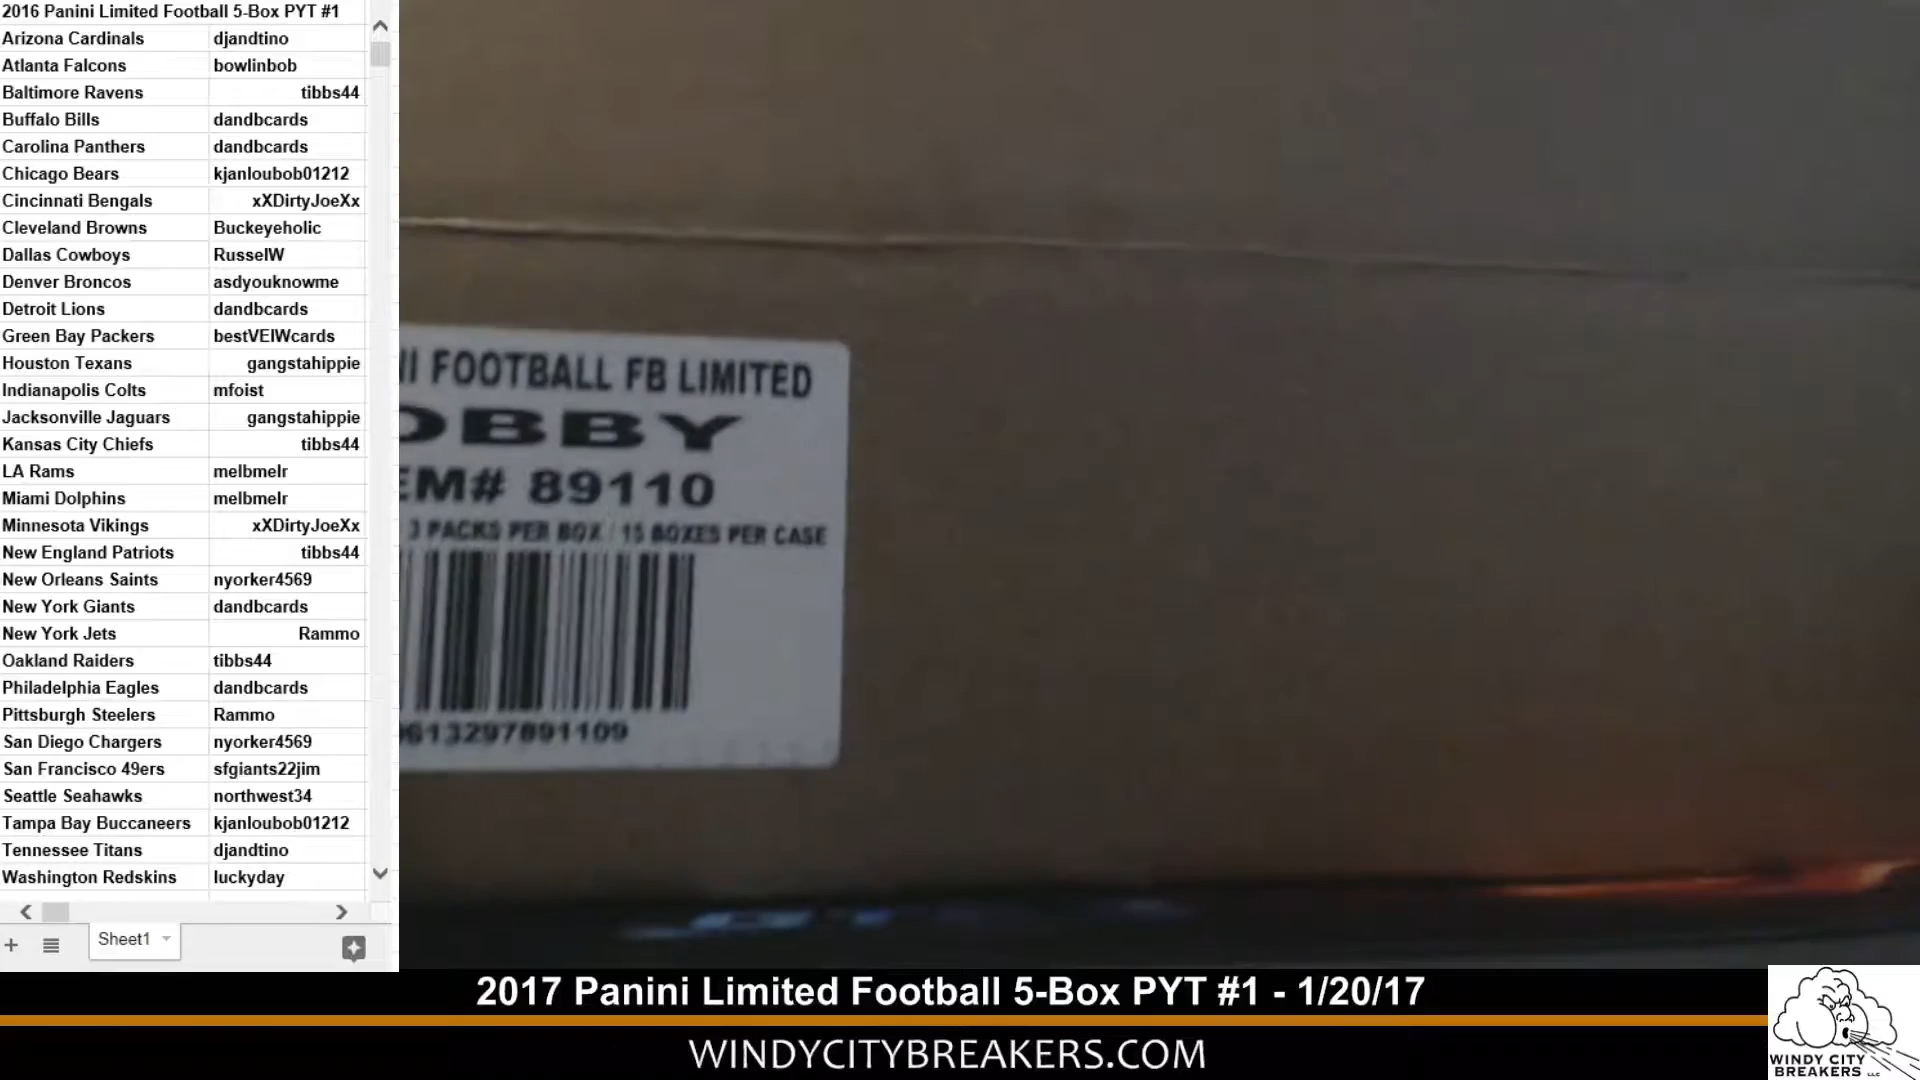 2016 Panini Limited Football 5-Box PYT #1
Arizona Cardinals djandtino
Atlanta Falcons bowlinbob
Baltimore Ravens tibbs44
Buffalo Bills dandbcards
Carolina Panthers dandbcards
Chicago Bears kjanloubob01212
Cincinnati Bengals xXDirtyJoeXx
Cleveland Browns Buckeyeholic
Dallas Cowboys RusselW
Denver Broncos asdyouknowme
Detroit Lions dandbcards
Green Bay Packers bestVEIWcards
Houston Texans gangstahippie
Indianapolis Colts mfoist
Jacksonville Jaguars gangstahippie
Kansas City Chiefs tibbs44
LA Rams melbmelr
Miami Dolphins melbmelr
Minnesota Vikings xXDirtyJoeXx
New England Patriots tibbs44
New Orleans Saints nyorker4569
New York Giants dandbcards
New York Jets Rammo
Oakland Raiders tibbs44
Philadelphia Eagles dandbcards
Pittsburgh Steelers Rammo
San Diego Chargers nyorker4569
San Francisco 49ers sfgiants22jim
Seattle Seahawks northwest34
Tampa Bay Buccaneers kjanloubob01212
Tennessee Titans djandtino
Washington Redskins luckyday
Sheet1
FOOTBALL FB LIMITED
OBBY
EM# 89110
3 PACKS PER BOX / 15 BOXES PER CASE
613297891109
2017 Panini Limited Football 5-Box PYT #1 - 1/20/17
WINDYCITYBREAKERS.COM
WINDY CITY
BREAKERS LLC